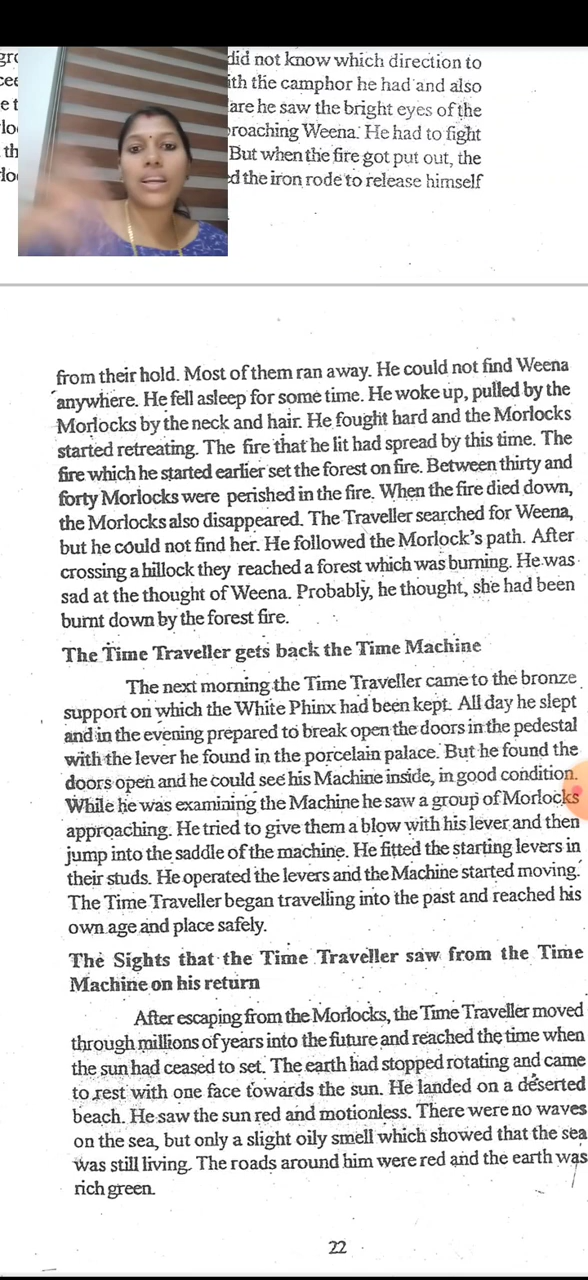 did not know which direction to
ith the camphor he had and also
are he saw the bright eyes of the
roaching Weena. He had to fight
th But when the fire got put out, the
d the iron rode to release himself
from their hold. Most of them ran away. He could not find Weena
anywhere. He fell asleep for some time. He woke up, pulled by the
Morlocks by the neck and hair. He fought hard and the Morlocks
started retreating. The fire that he lit had spread by this time. The
fire which he started earlier set the forest on fire. Between thirty and
forty Morlocks were perished in the fire. When the fire died down,
the Morlocks also disappeared. The Traveller searched for Weena,
but he could not find her. He followed the Morlock's path. After
crossing a hillock they reached a forest which was burning. He was
sad at the thought of Weena. Probably, he thought, she had been
burnt down by the forest fire.
The Time Traveller gets back the Time Machine
The next morning the Time Traveller came to the bronze
support on which the White Phinx had been kept. All day he slept
and in the evening prepared to break open the doors in the pedestal
with the lever he found in the porcelain palace. But he found the
doors open and he could see his Machine inside, in good condition.
While he was examining the Machine he saw a group of Morlocks
approaching. He tried to give them a blow with his lever and then
jump into the saddle of the machine. He fitted the starting levers in
their studs. He operated the levers and the Machine started moving.
The Time Traveller began travelling into the past and reached his
own age and place safely.
The Sights that the Time Traveller saw from the Time
Machine on his return
After escaping from the Morlocks, the Time Traveller moved
through millions of years into the future and reached the time when
the sun had ceased to set. The earth had stopped rotating and came
to rest with one face towards the sun. He landed on a deserted
beach. He saw the sun red and motionless. There were no waves
on the sea, but only a slight oily smell which showed that the sea
was still living. The roads around him were red and the earth was
rich green.
22